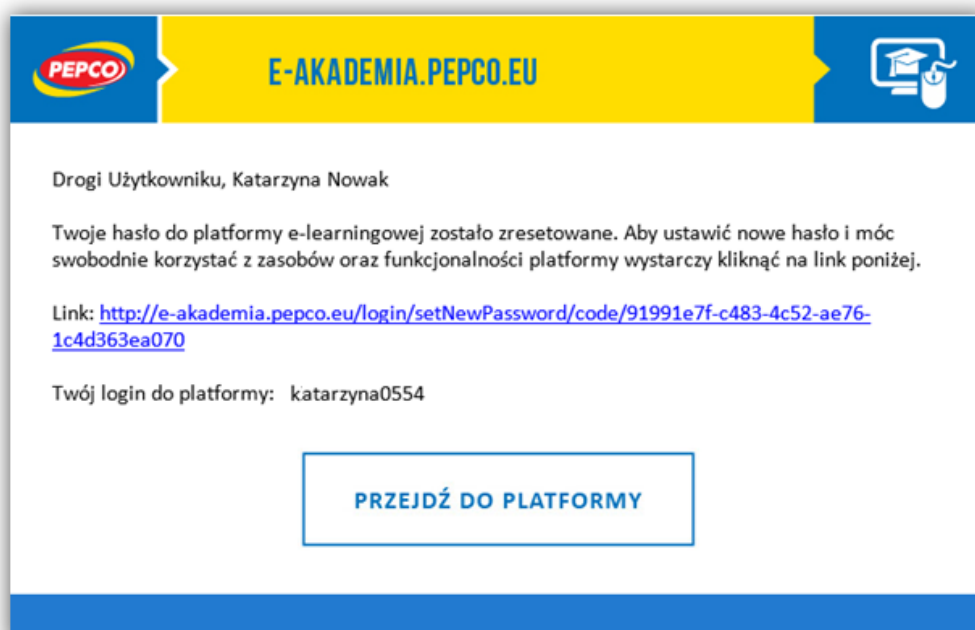 PEPCO
E-AKADEMIA.PEPCO.EU
Drogi Użytkowniku, Katarzyna Nowak
Twoje hasło do platformy e-learningowej zostało zresetowane. Aby ustawić nowe hasło i móc
swobodnie korzystać z zasobów oraz funkcjonalności platformy wystarczy kliknąć na link poniżej.
Link: http://e-akademia.pepco.eu/login/setNewPassword/code/91991e7f-c483-4c52-ae76-
1c4d363ea070
Twój login do platformy: katarzyna0554
PRZEJDŹ DO PLATFORMY